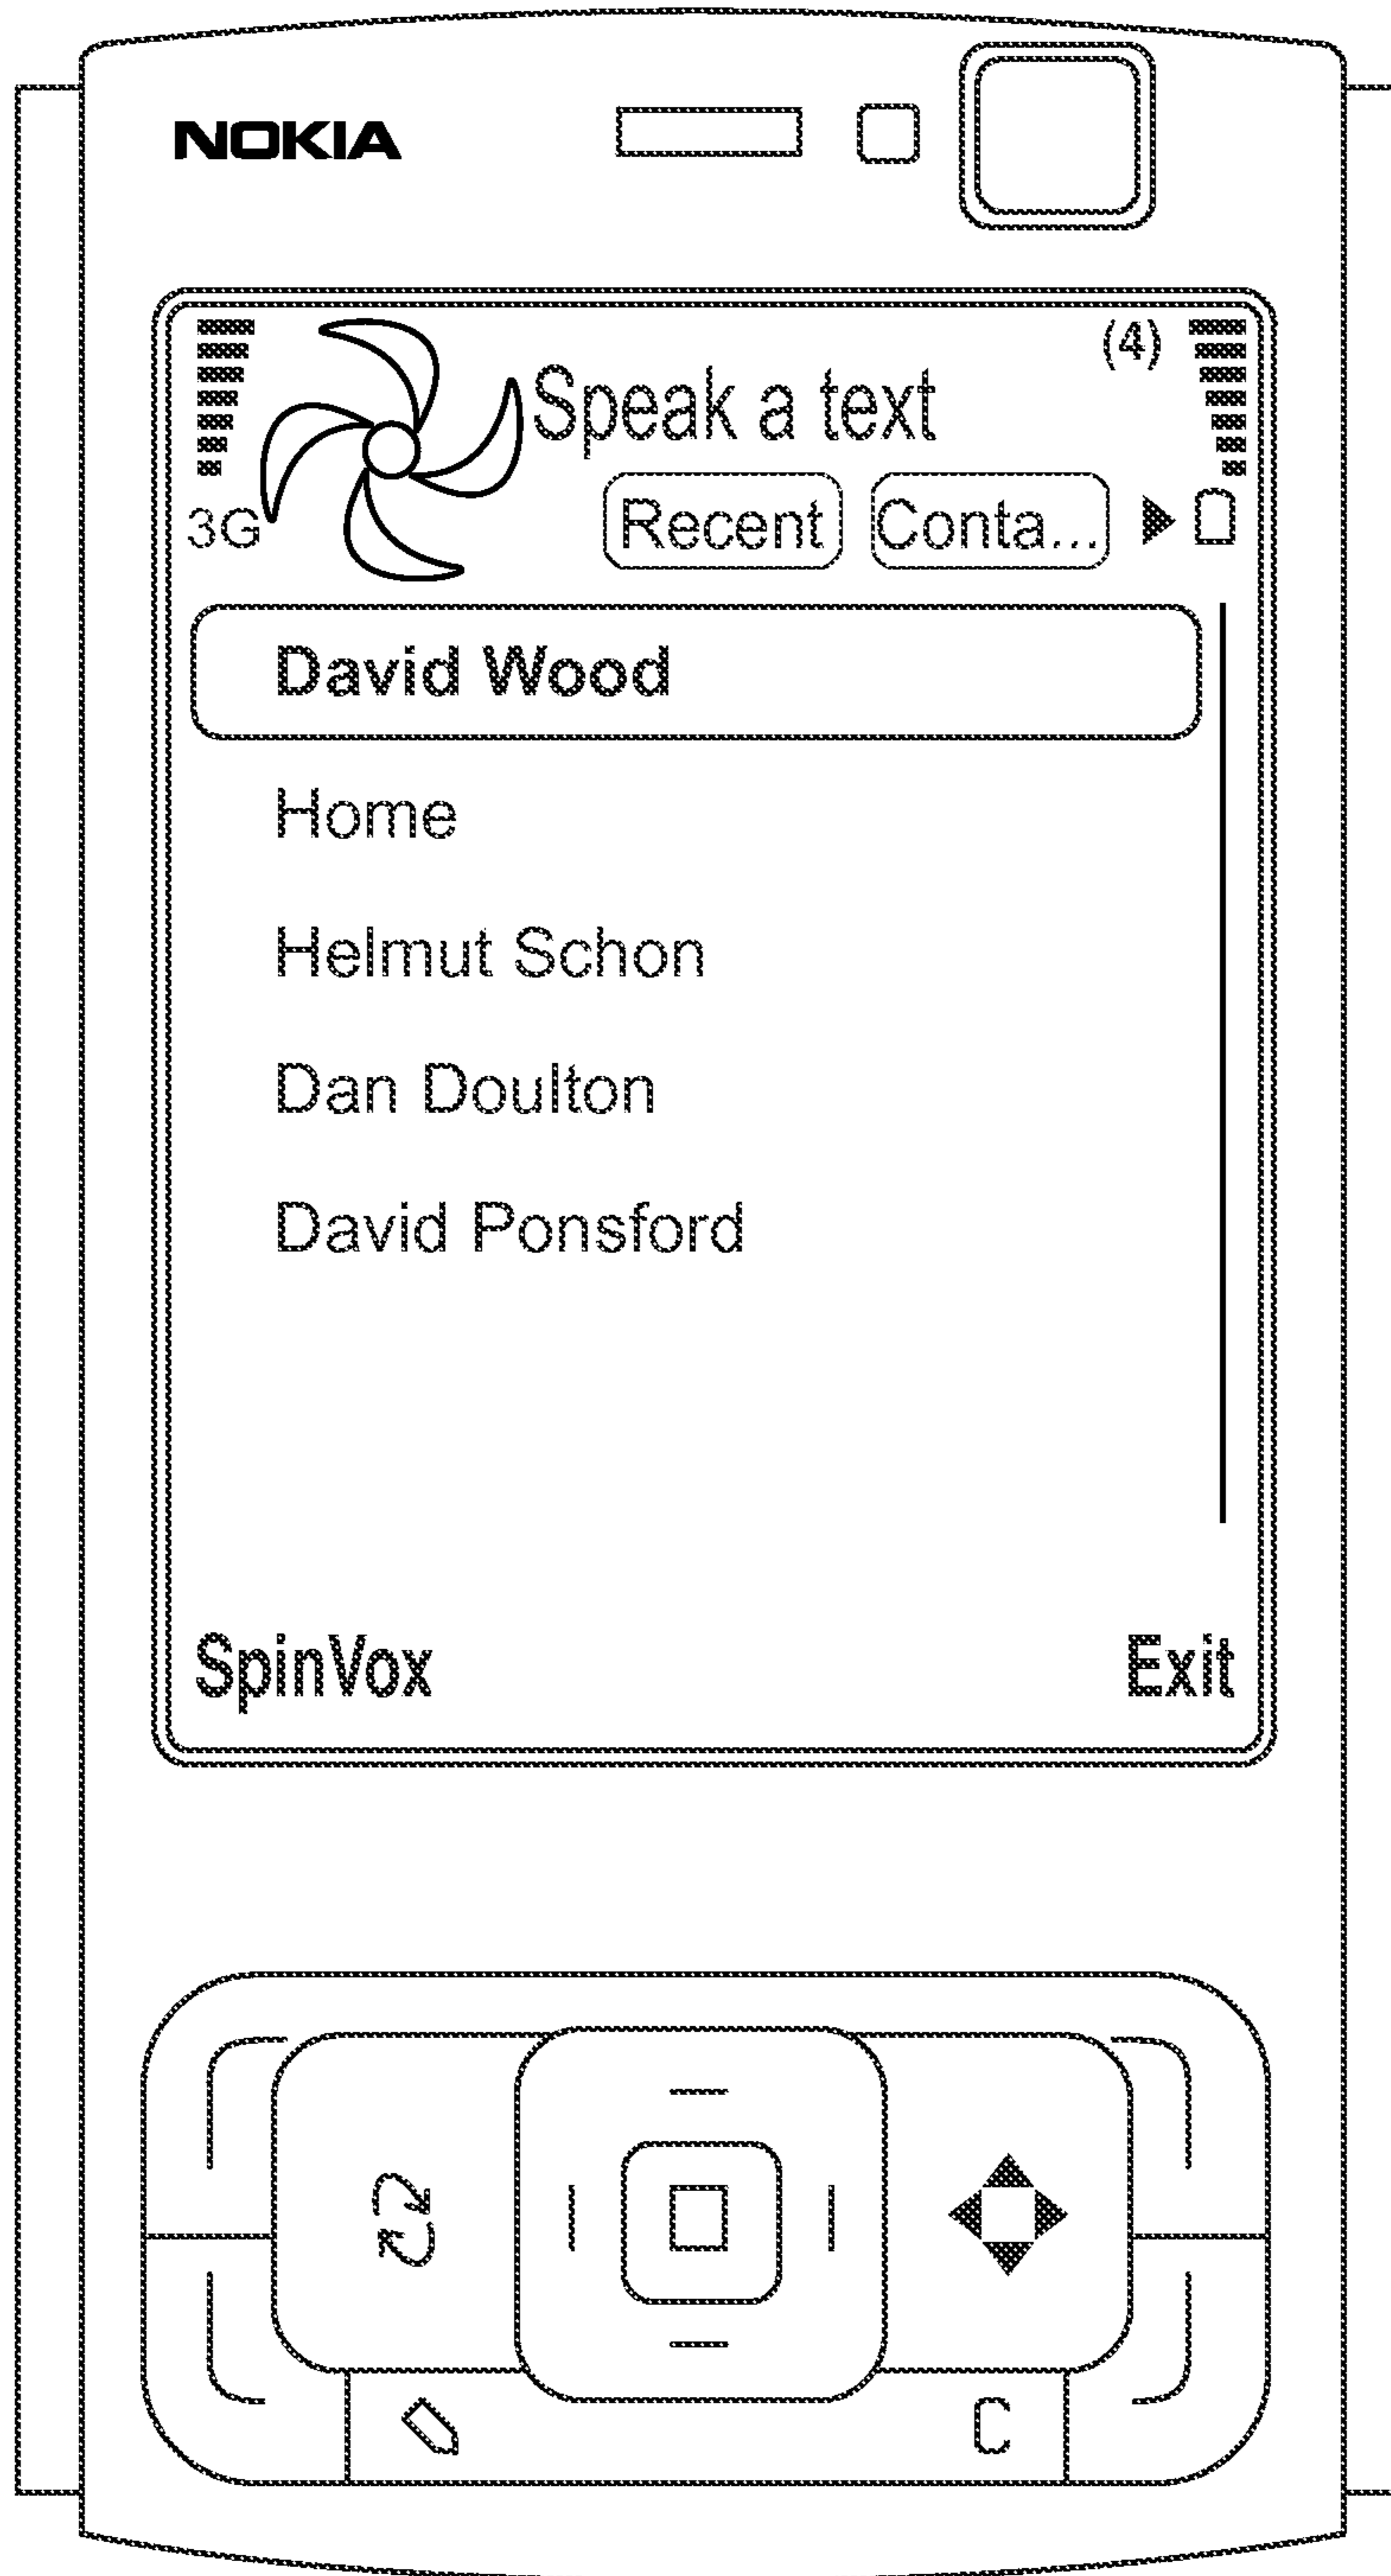 NOKIA
(4)
Speak a text
3G
Recent Conta...
David Wood
Home
Helmut Schon
Dan Doulton
David Ponsford
SpinVox Exit
C